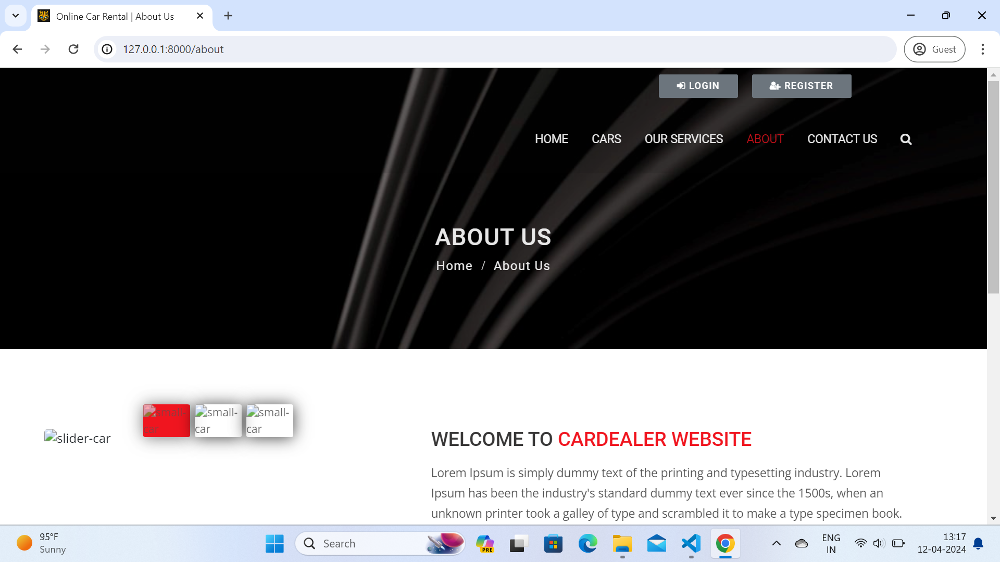 Online Car Rental | About Us
127.0.0.1:8000/about
Guest
LOGIN
REGISTER
HOME
CARS
OUR SERVICES
ABOUT
CONTACT US
ABOUT US
Home / About Us
small-
car
small-
car
small-
car
slider-car
WELCOME TO CARDEALER WEBSITE
Lorem Ipsum is simply dummy text of the printing and typesetting industry. Lorem
Ipsum has been the industry's standard dummy text ever since the 1500s, when an
unknown printer took a galley of type and scrambled it to make a type specimen book.
95°F
Sunny
Search
PRE
ENG
IN
13:17
12-04-2024